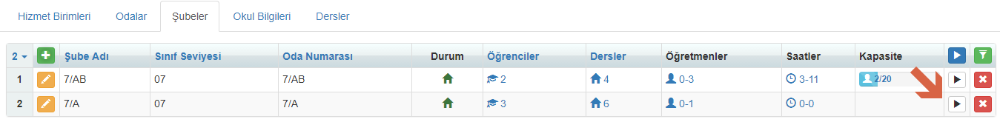 Hizmet Birimleri Odalar Şubeler Okul Bilgileri Dersler
2 Şube Adı Sınıf Seviyesi Oda Numarası Durum Öğrenciler Dersler Öğretmenler Saatler Kapasite
1 7/AB 07 7/AB 2 4 0-3 3-11 2/20
2 7/A 07 7/A 3 6 0-1 0-0